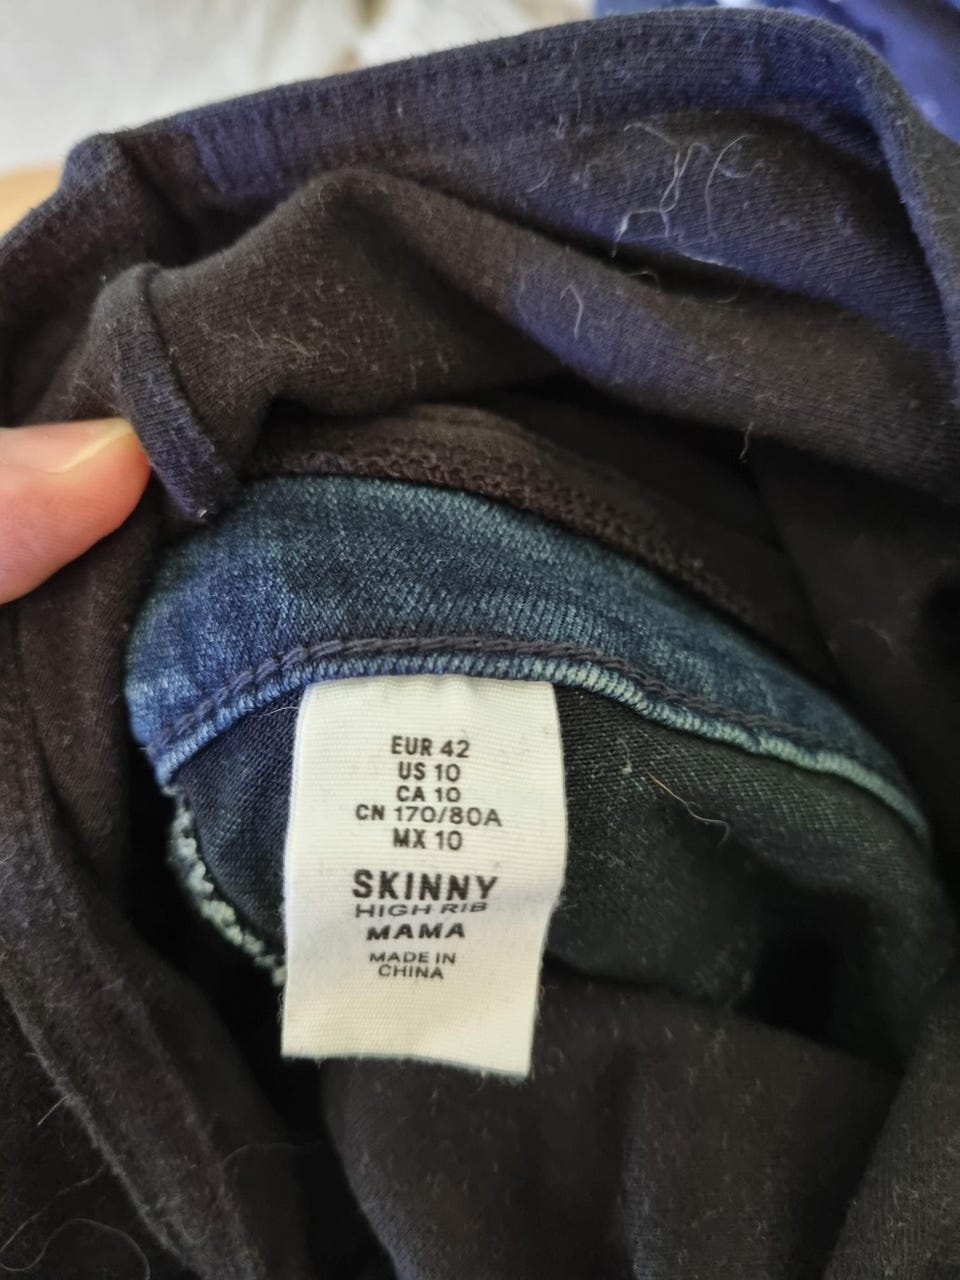 EUR 42
US 10
CA 10
CN 170/80A
MX 10
SKINNY
HIGH RIB
MAMA
MADE IN
CHINA